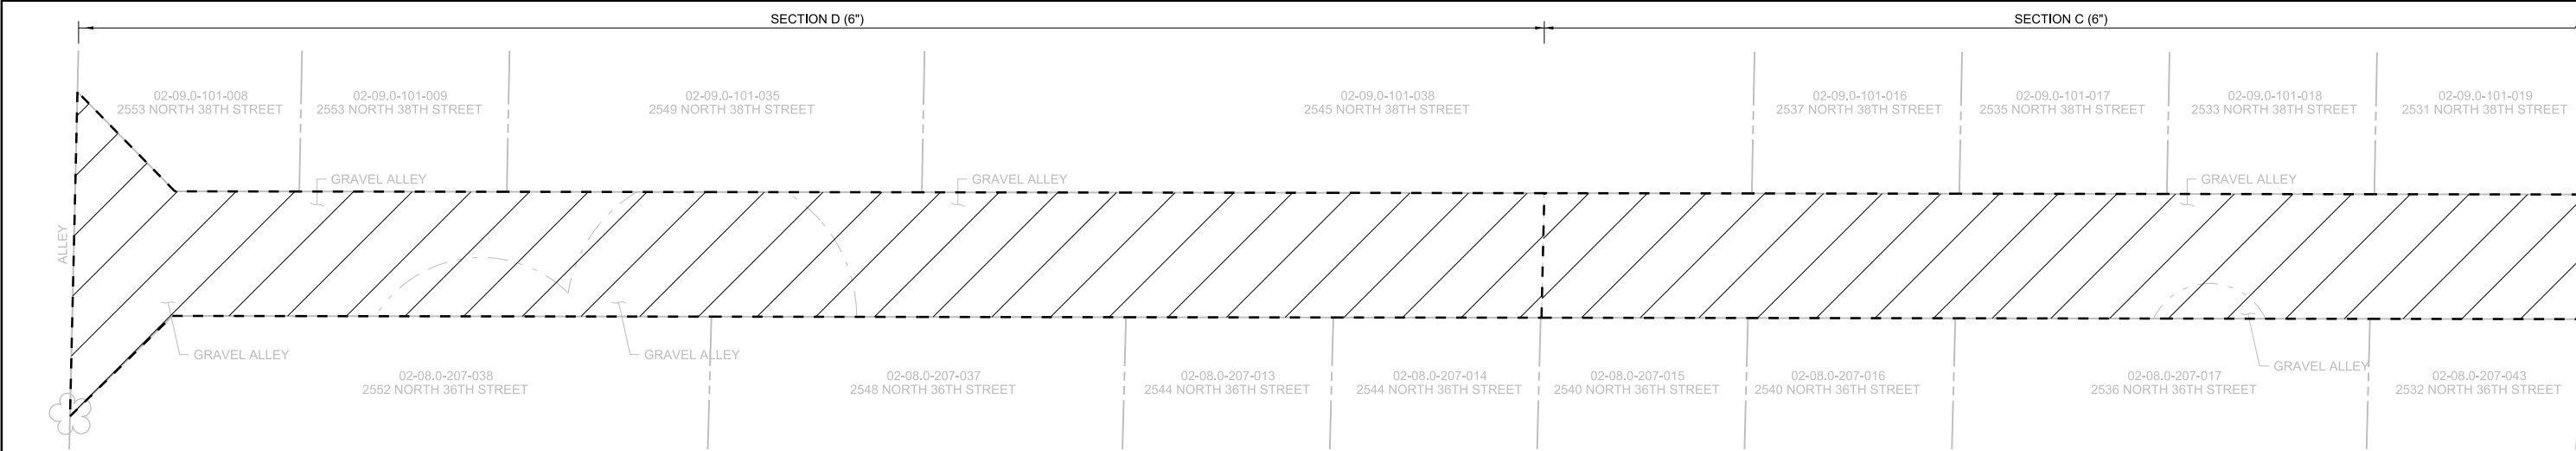 SECTION D (6")
SECTION C (6")
02-09.0-101-008
2553 NORTH 38TH STREET
02-09.0-101-009
2553 NORTH 38TH STREET
02-09.0-101-035
2549 NORTH 38TH STREET
02-09.0-101-038
2545 NORTH 38TH STREET
02-09.0-101-016
2537 NORTH 38TH STREET
02-09.0-101-017
2535 NORTH 38TH STREET
02-09.0-101-018
2533 NORTH 38TH STREET
02-09.0-101-019
2531 NORTH 38TH STREET
GRAVEL ALLEY
GRAVEL ALLEY
GRAVEL ALLEY
ALLEY
GRAVEL ALLEY
GRAVEL ALLEY
GRAVEL ALLEY
02-08.0-207-038
2552 NORTH 36TH STREET
02-08.0-207-037
2548 NORTH 36TH STREET
02-08.0-207-013
2544 NORTH 36TH STREET
02-08.0-207-014
2544 NORTH 36TH STREET
02-08.0-207-015
2540 NORTH 36TH STREET
02-08.0-207-016
2540 NORTH 36TH STREET
02-08.0-207-017
2536 NORTH 36TH STREET
02-08.0-207-043
2532 NORTH 36TH STREET